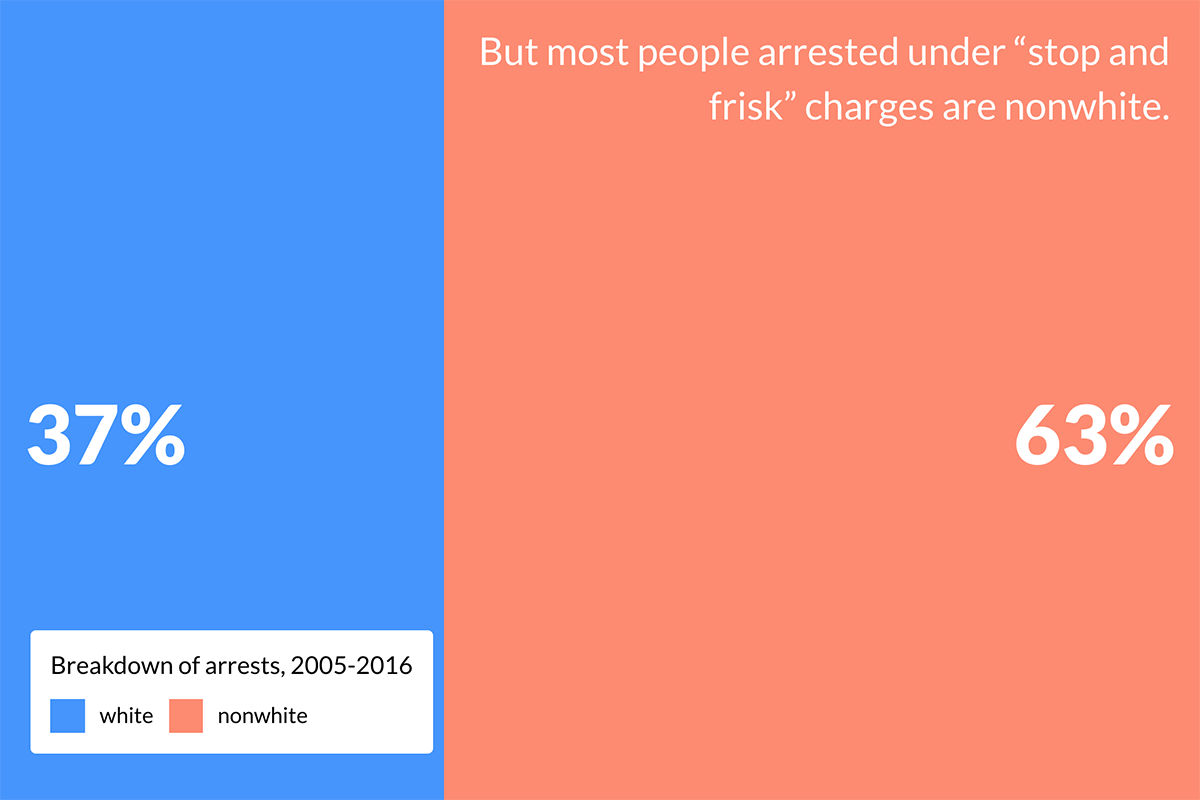 But most people arrested under “stop and
frisk” charges are nonwhite.
37%
63%
Breakdown of arrests, 2005-2016
white nonwhite